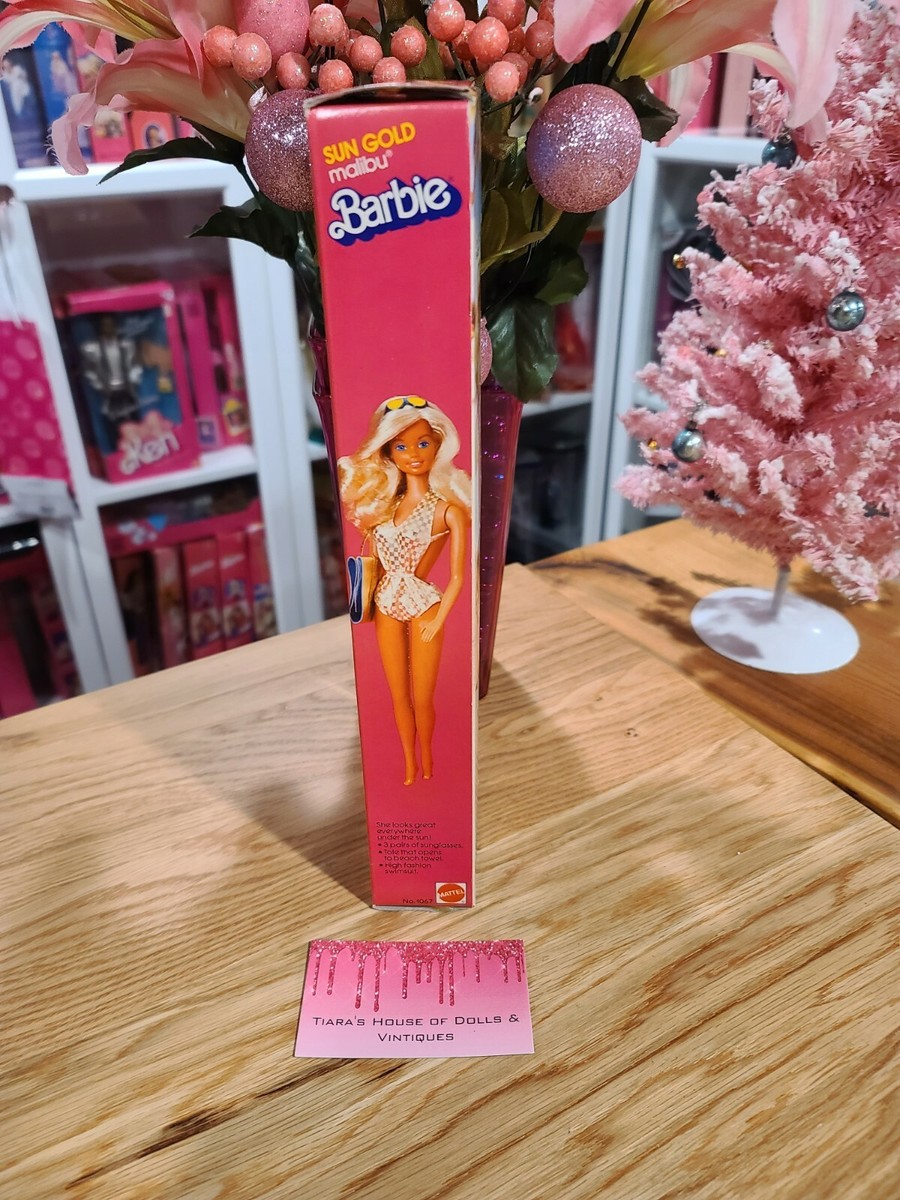 SUN GOLD
malibu®
Barbie®
She looks great
everywhere
under the sun!
• 3 pairs of sunglasses.
• Tote that opens
to beach towel.
• High fashion
swimsuit.
No. 1067
MATTEL
Ken
TIARA'S HOUSE OF DOLLS &
VINTIQUES